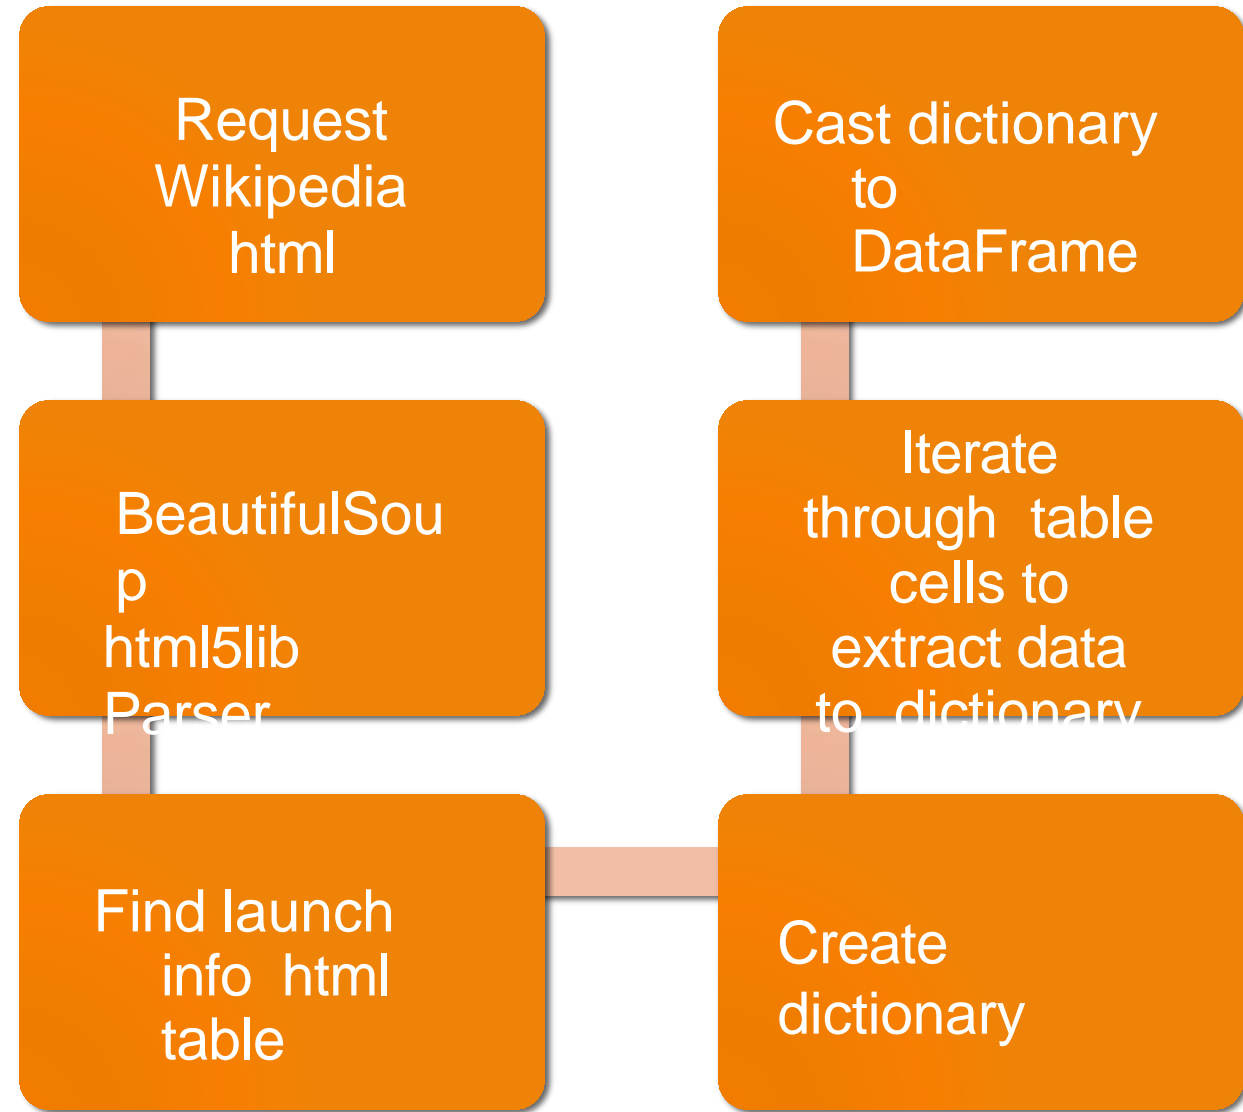 Request
Wikipedia
html
BeautifulSou
p
html5lib
Parser
Find launch
info html
table
Create
dictionary
Iterate
through table
cells to
extract data
to dictionary
Cast dictionary
to
DataFrame